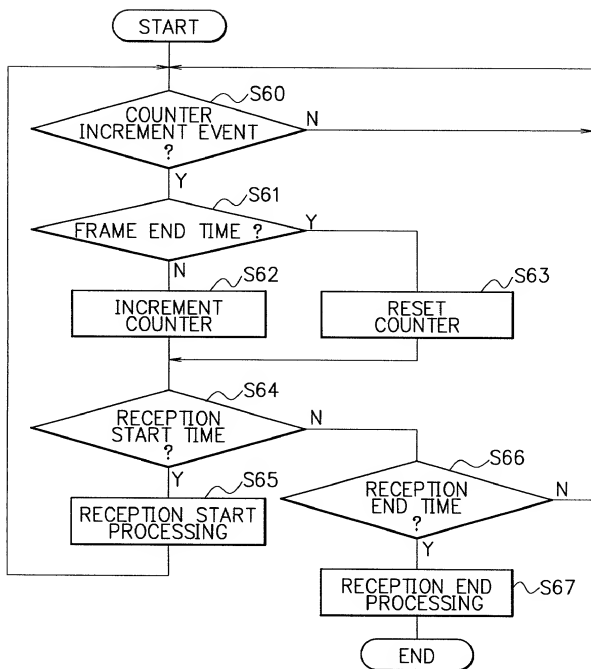 START
S60
COUNTER
INCREMENT EVENT
?
N
Y
S61
FRAME END TIME ?
Y
N
S62
INCREMENT
COUNTER
S63
RESET
COUNTER
S64
RECEPTION
START TIME
?
N
Y
S65
RECEPTION START
PROCESSING
S66
RECEPTION
END TIME
?
N
Y
S67
RECEPTION END
PROCESSING
END